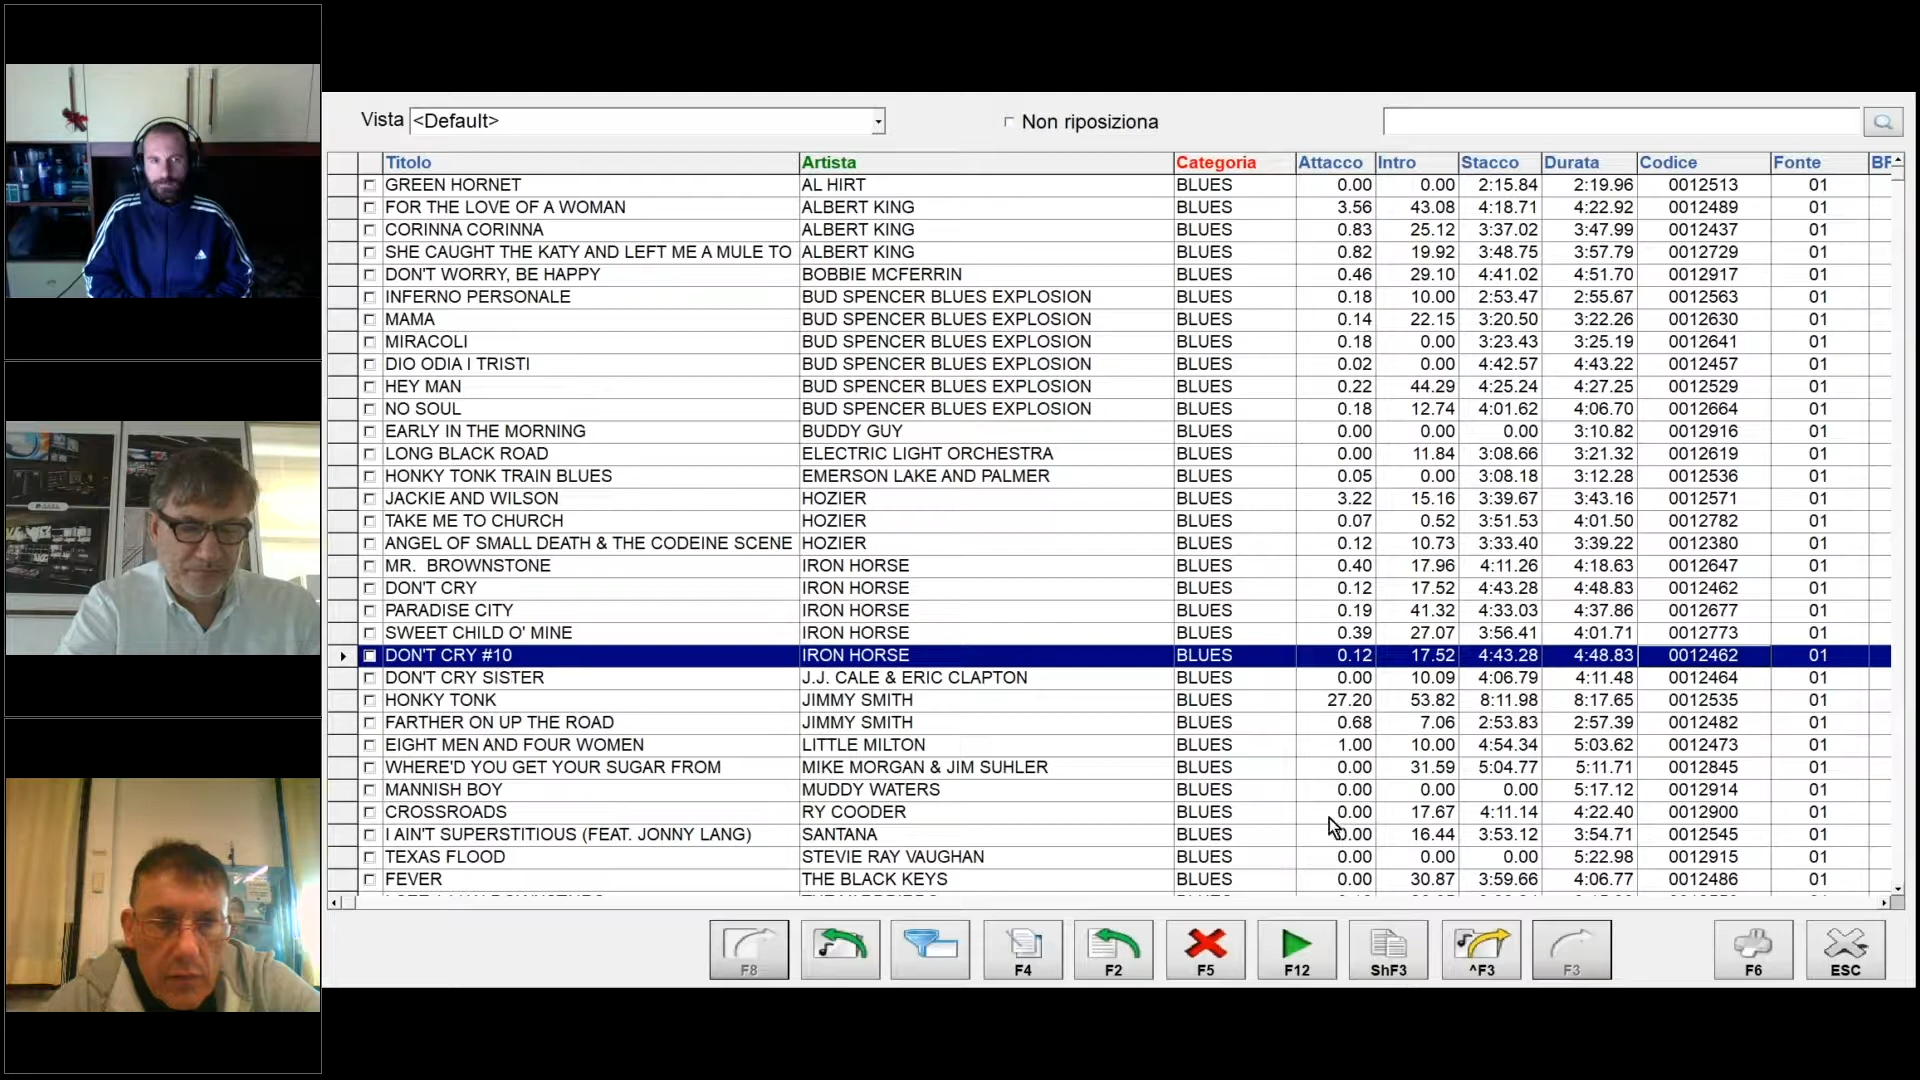 Vista <Default> Non riposiziona
Titolo Artista Categoria Attacco Intro Stacco Durata Codice Fonte
GREEN HORNET AL HIRT BLUES 0.00 0.00 2:15.84 2:19.96 0012513 01
FOR THE LOVE OF A WOMAN ALBERT KING BLUES 3.56 43.08 4:18.71 4:22.92 0012489 01
CORINNA CORINNA ALBERT KING BLUES 0.83 25.12 3:37.02 3:47.99 0012437 01
SHE CAUGHT THE KATY AND LEFT ME A MULE TO ALBERT KING BLUES 0.82 19.92 3:48.75 3:57.79 0012729 01
DON'T WORRY, BE HAPPY BOBBIE MCFERRIN BLUES 0.46 29.10 4:41.02 4:51.70 0012917 01
INFERNO PERSONALE BUD SPENCER BLUES EXPLOSION BLUES 0.18 10.00 2:53.47 2:55.67 0012563 01
MAMA BUD SPENCER BLUES EXPLOSION BLUES 0.14 22.15 3:20.50 3:22.26 0012630 01
MIRACOLI BUD SPENCER BLUES EXPLOSION BLUES 0.18 0.00 3:23.43 3:25.19 0012641 01
DIO ODIA I TRISTI BUD SPENCER BLUES EXPLOSION BLUES 0.02 0.00 4:42.57 4:43.22 0012457 01
HEY MAN BUD SPENCER BLUES EXPLOSION BLUES 0.22 44.29 4:25.24 4:27.25 0012529 01
NO SOUL BUD SPENCER BLUES EXPLOSION BLUES 0.18 12.74 4:01.62 4:06.70 0012664 01
EARLY IN THE MORNING BUDDY GUY BLUES 0.00 0.00 0.00 3:10.82 0012916 01
LONG BLACK ROAD ELECTRIC LIGHT ORCHESTRA BLUES 0.00 11.84 3:08.66 3:21.32 0012619 01
HONKY TONK TRAIN BLUES EMERSON LAKE AND PALMER BLUES 0.05 0.00 3:08.18 3:12.28 0012536 01
JACKIE AND WILSON HOZIER BLUES 3.22 15.16 3:39.67 3:43.16 0012571 01
TAKE ME TO CHURCH HOZIER BLUES 0.07 0.52 3:51.53 4:01.50 0012782 01
ANGEL OF SMALL DEATH & THE CODEINE SCENE HOZIER BLUES 0.12 10.73 3:33.40 3:39.22 0012380 01
MR. BROWNSTONE IRON HORSE BLUES 0.40 17.96 4:11.26 4:18.63 0012647 01
DON'T CRY IRON HORSE BLUES 0.12 17.52 4:43.28 4:48.83 0012462 01
PARADISE CITY IRON HORSE BLUES 0.19 41.32 4:33.03 4:37.86 0012677 01
SWEET CHILD O' MINE IRON HORSE BLUES 0.39 27.07 3:56.41 4:01.71 0012773 01
DON'T CRY #10 IRON HORSE BLUES 0.12 17.52 4:43.28 4:48.83 0012462 01
DON'T CRY SISTER J.J. CALE & ERIC CLAPTON BLUES 0.00 10.09 4:06.79 4:11.48 0012464 01
HONKY TONK JIMMY SMITH BLUES 27.20 53.82 8:11.98 8:17.65 0012535 01
FARTHER ON UP THE ROAD JIMMY SMITH BLUES 0.68 7.06 2:53.83 2:57.39 0012482 01
EIGHT MEN AND FOUR WOMEN LITTLE MILTON BLUES 1.00 10.00 4:54.34 5:03.62 0012473 01
WHERE'D YOU GET YOUR SUGAR FROM MIKE MORGAN & JIM SUHLER BLUES 0.00 31.59 5:04.77 5:11.71 0012845 01
MANNISH BOY MUDDY WATERS BLUES 0.00 0.00 0.00 5:17.12 0012914 01
CROSSROADS RY COODER BLUES 0.00 17.67 4:11.14 4:22.40 0012900 01
I AIN'T SUPERSTITIOUS (FEAT. JONNY LANG) SANTANA BLUES 0.00 16.44 3:53.12 3:54.71 0012545 01
TEXAS FLOOD STEVIE RAY VAUGHAN BLUES 0.00 0.00 0.00 5:22.98 0012915 01
FEVER THE BLACK KEYS BLUES 0.00 30.87 3:59.66 4:06.77 0012486 01
F8 F4 F2 F5 F12 ShF3 ^F3 F3 F6 ESC
adidas